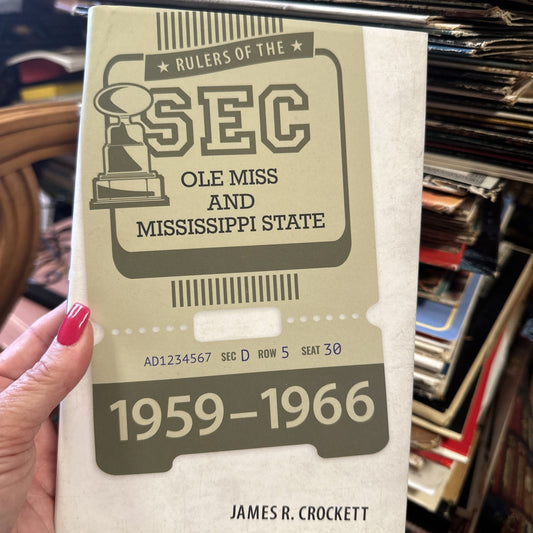 RULERS OF THE
SEC
OLE MISS
AND
MISSISSIPPI STATE
AD1234567 SEC D ROW 5 SEAT 30
1959–1966
JAMES R. CROCKETT